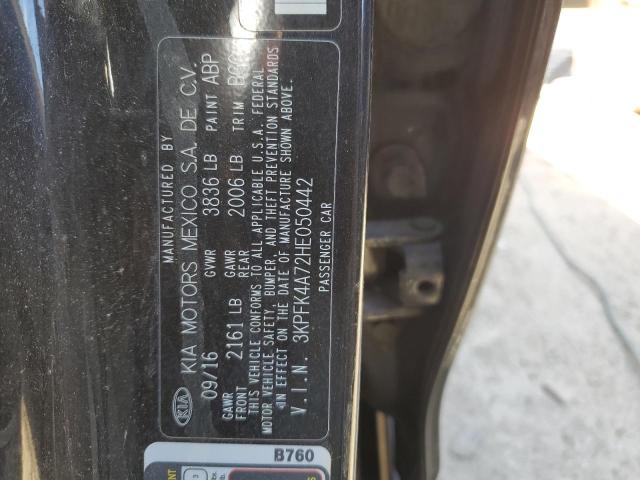 MANUFACTURED BY
KIA KIA MOTORS MEXICO S.A. DE C.V.
09/16 GVWR 3836 LB PAINT ABP
GAWR FRONT 2161 LB GAWR REAR 2006 LB TRIM
THIS VEHICLE CONFORMS TO ALL APPLICABLE U.S.A. FEDERAL
MOTOR VEHICLE SAFETY, BUMPER, AND THEFT PREVENTION STANDARDS
IN EFFECT ON THE DATE OF MANUFACTURE SHOWN ABOVE.
V.I.N. 3KPFK4A72HE050442
PASSENGER CAR
B760